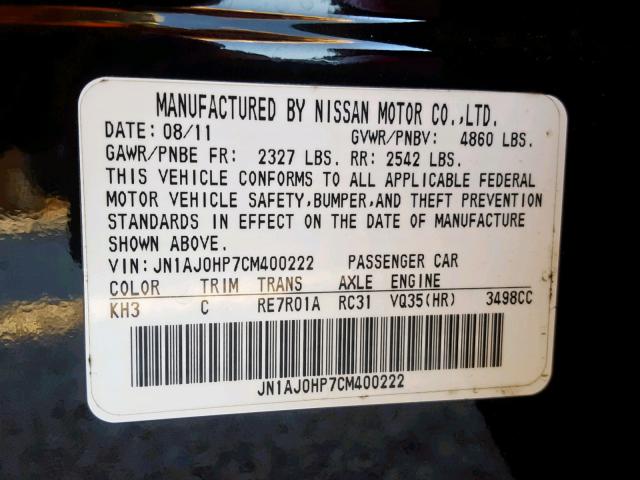 MANUFACTURED BY NISSAN MOTOR CO.,LTD.
DATE: 08/11 GVWR/PNBV: 4860 LBS.
GAWR/PNBE FR: 2327 LBS. RR: 2542 LBS.
THIS VEHICLE CONFORMS TO ALL APPLICABLE FEDERAL
MOTOR VEHICLE SAFETY,BUMPER,AND THEFT PREVENTION
STANDARDS IN EFFECT ON THE DATE OF MANUFACTURE
SHOWN ABOVE.
VIN: JN1AJ0HP7CM400222 PASSENGER CAR
COLOR TRIM TRANS AXLE ENGINE
KH3 C RE7R01A RC31 VQ35(HR) 3498CC
JN1AJ0HP7CM400222